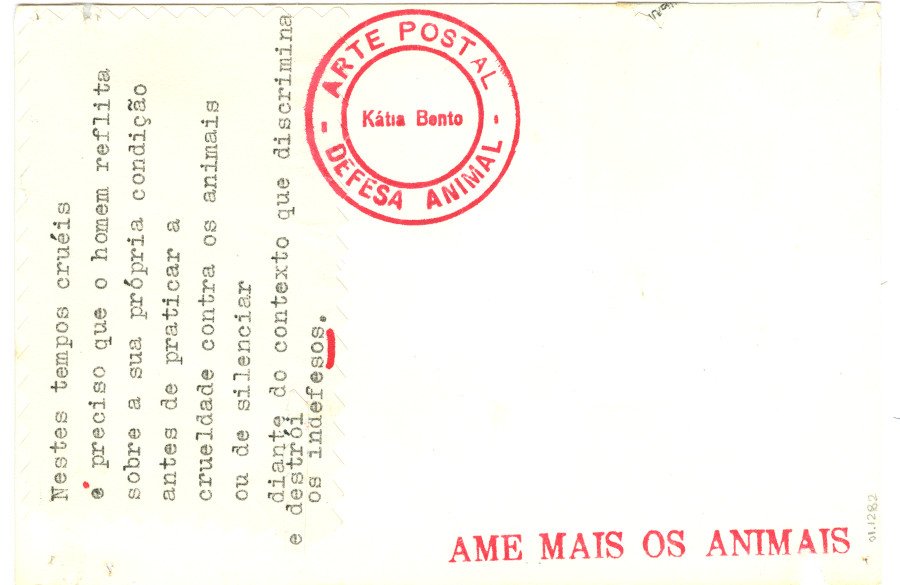 Nestes tempos cruéis
é preciso que o homem reflita
sobre a sua própria condição
antes de praticar a
crueldade contra os animais
ou de silenciar
diante do contexto que discrimina
e destrói
os indefesos.
ARTE POSTAL
Kátia Bento
- DEFESA ANIMAL -
AME MAIS OS ANIMAIS
01.1282